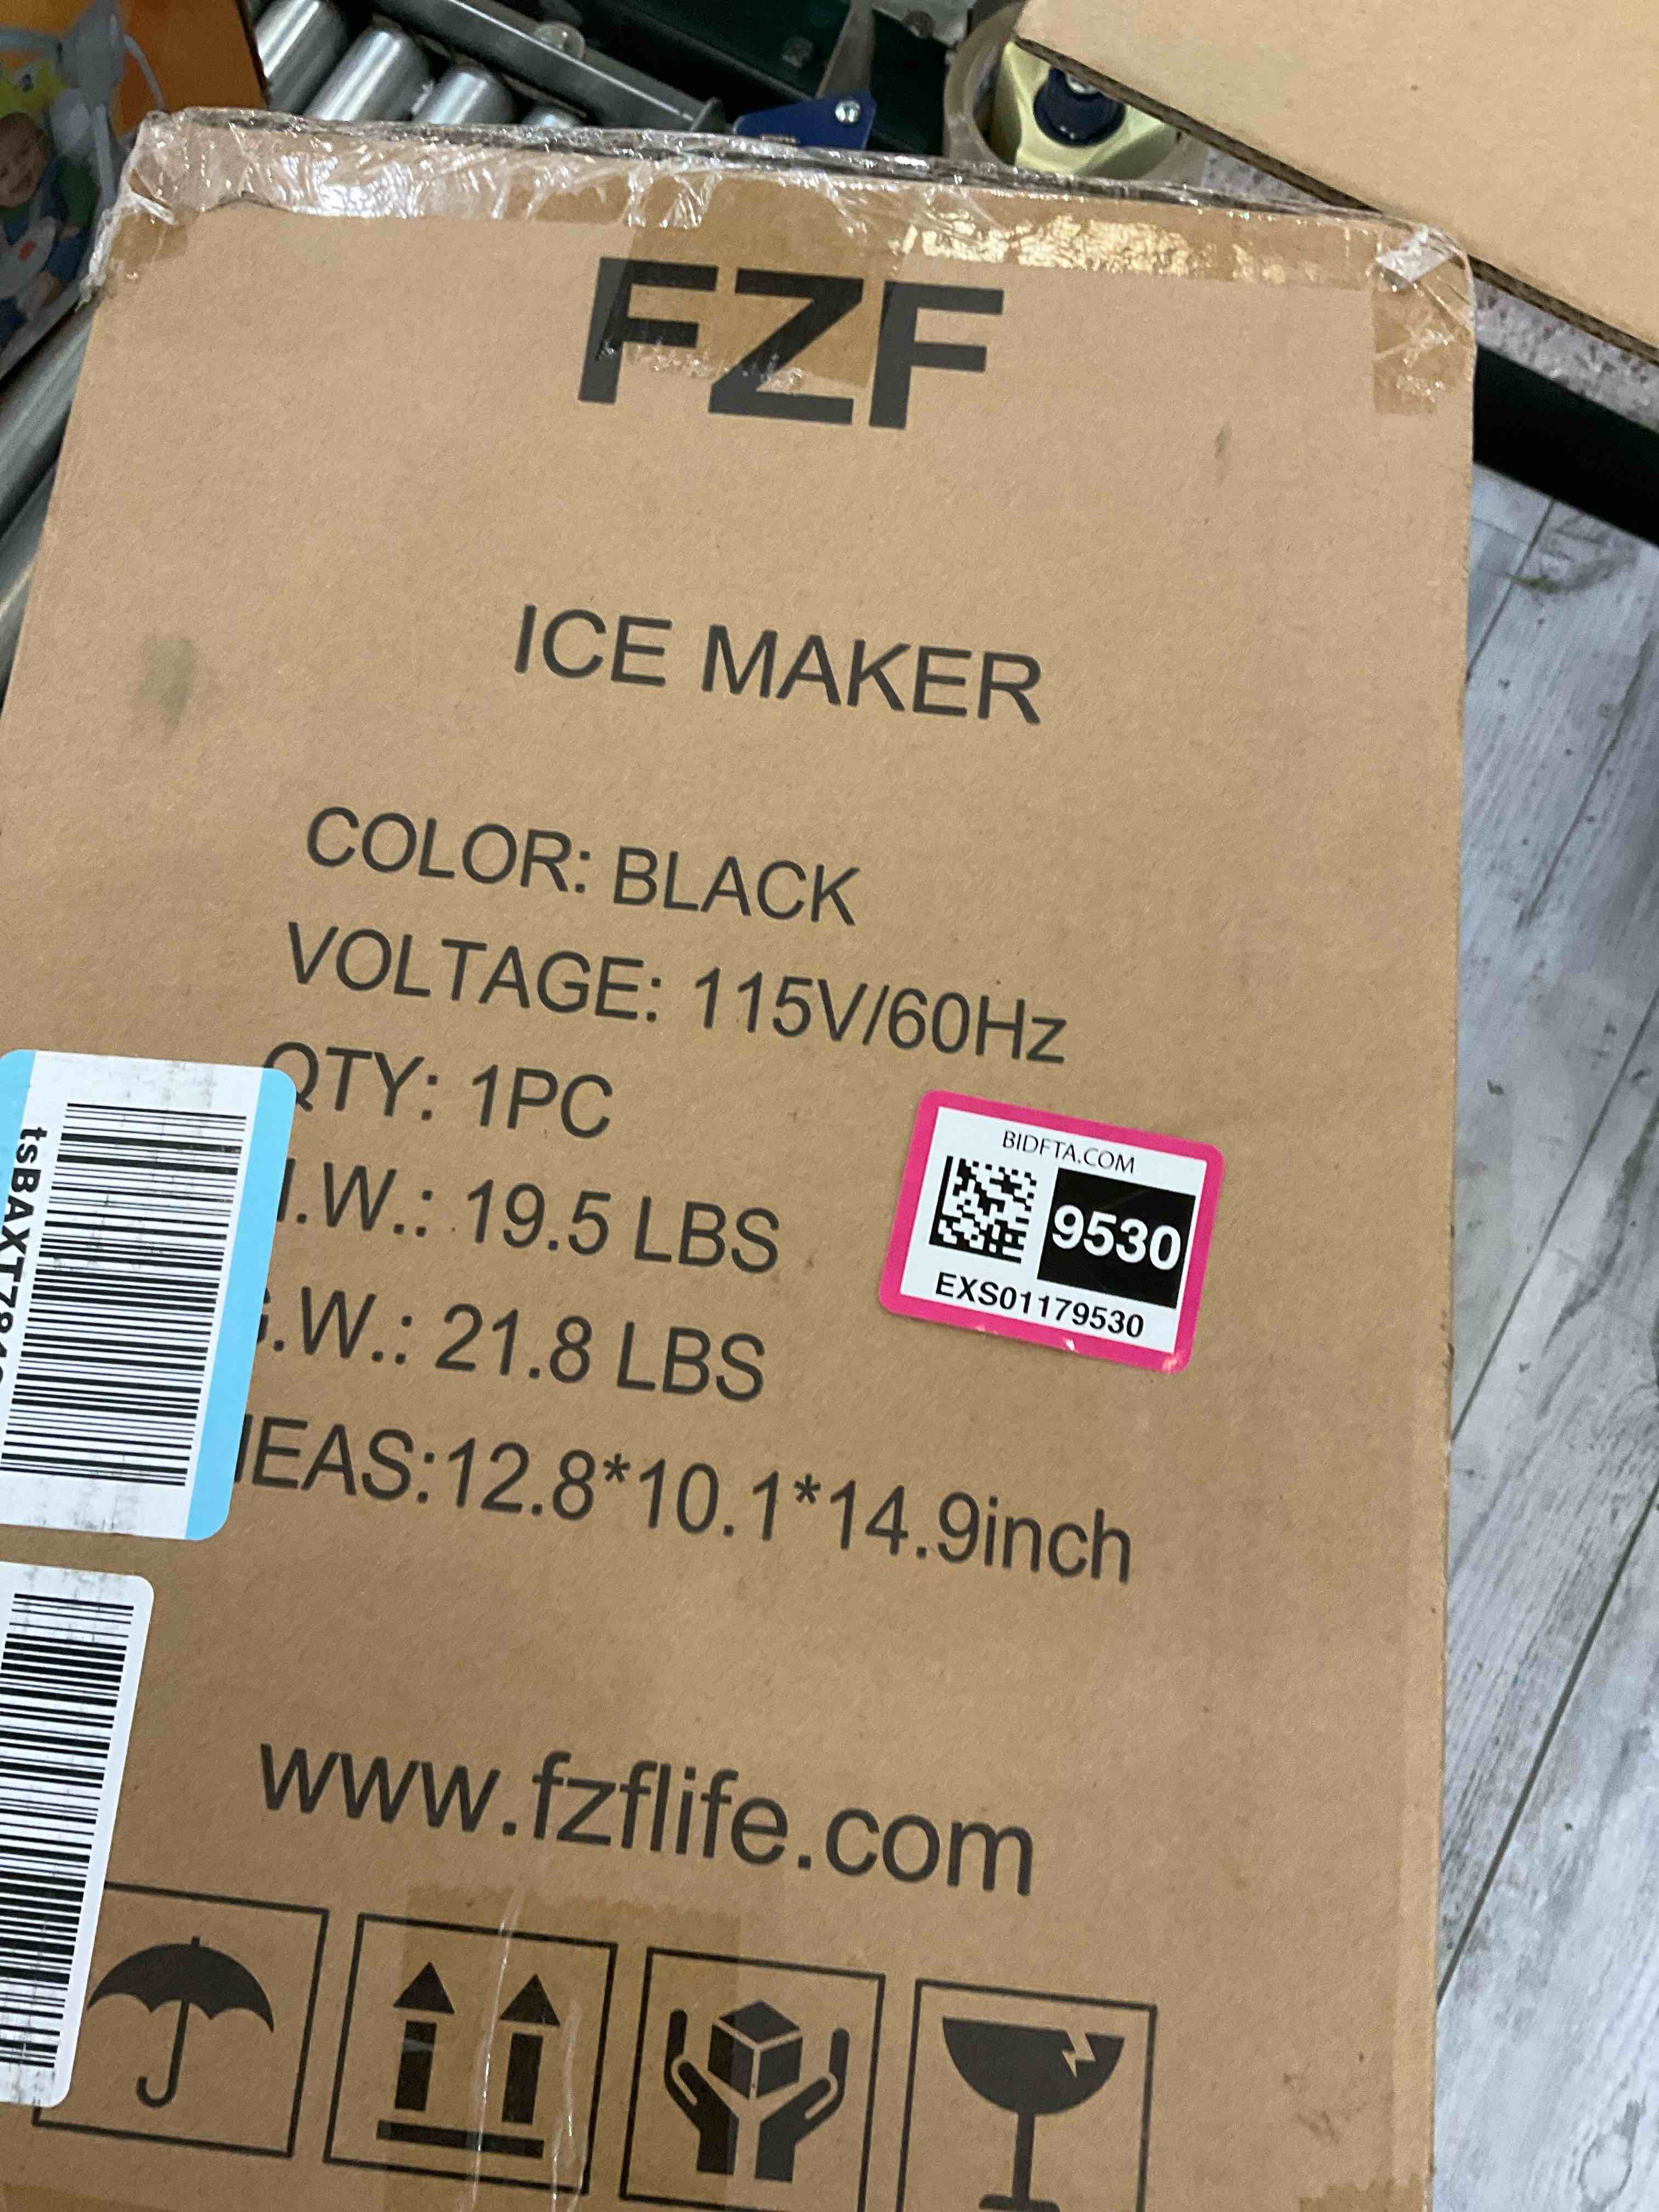 FZF
ICE MAKER
COLOR: BLACK
VOLTAGE: 115V/60Hz
QTY: 1PC
.W.: 19.5 LBS
.W.: 21.8 LBS
EAS:12.8*10.1*14.9inch
BIDFTA.COM
9530
EXS01179530
www.fzflife.com